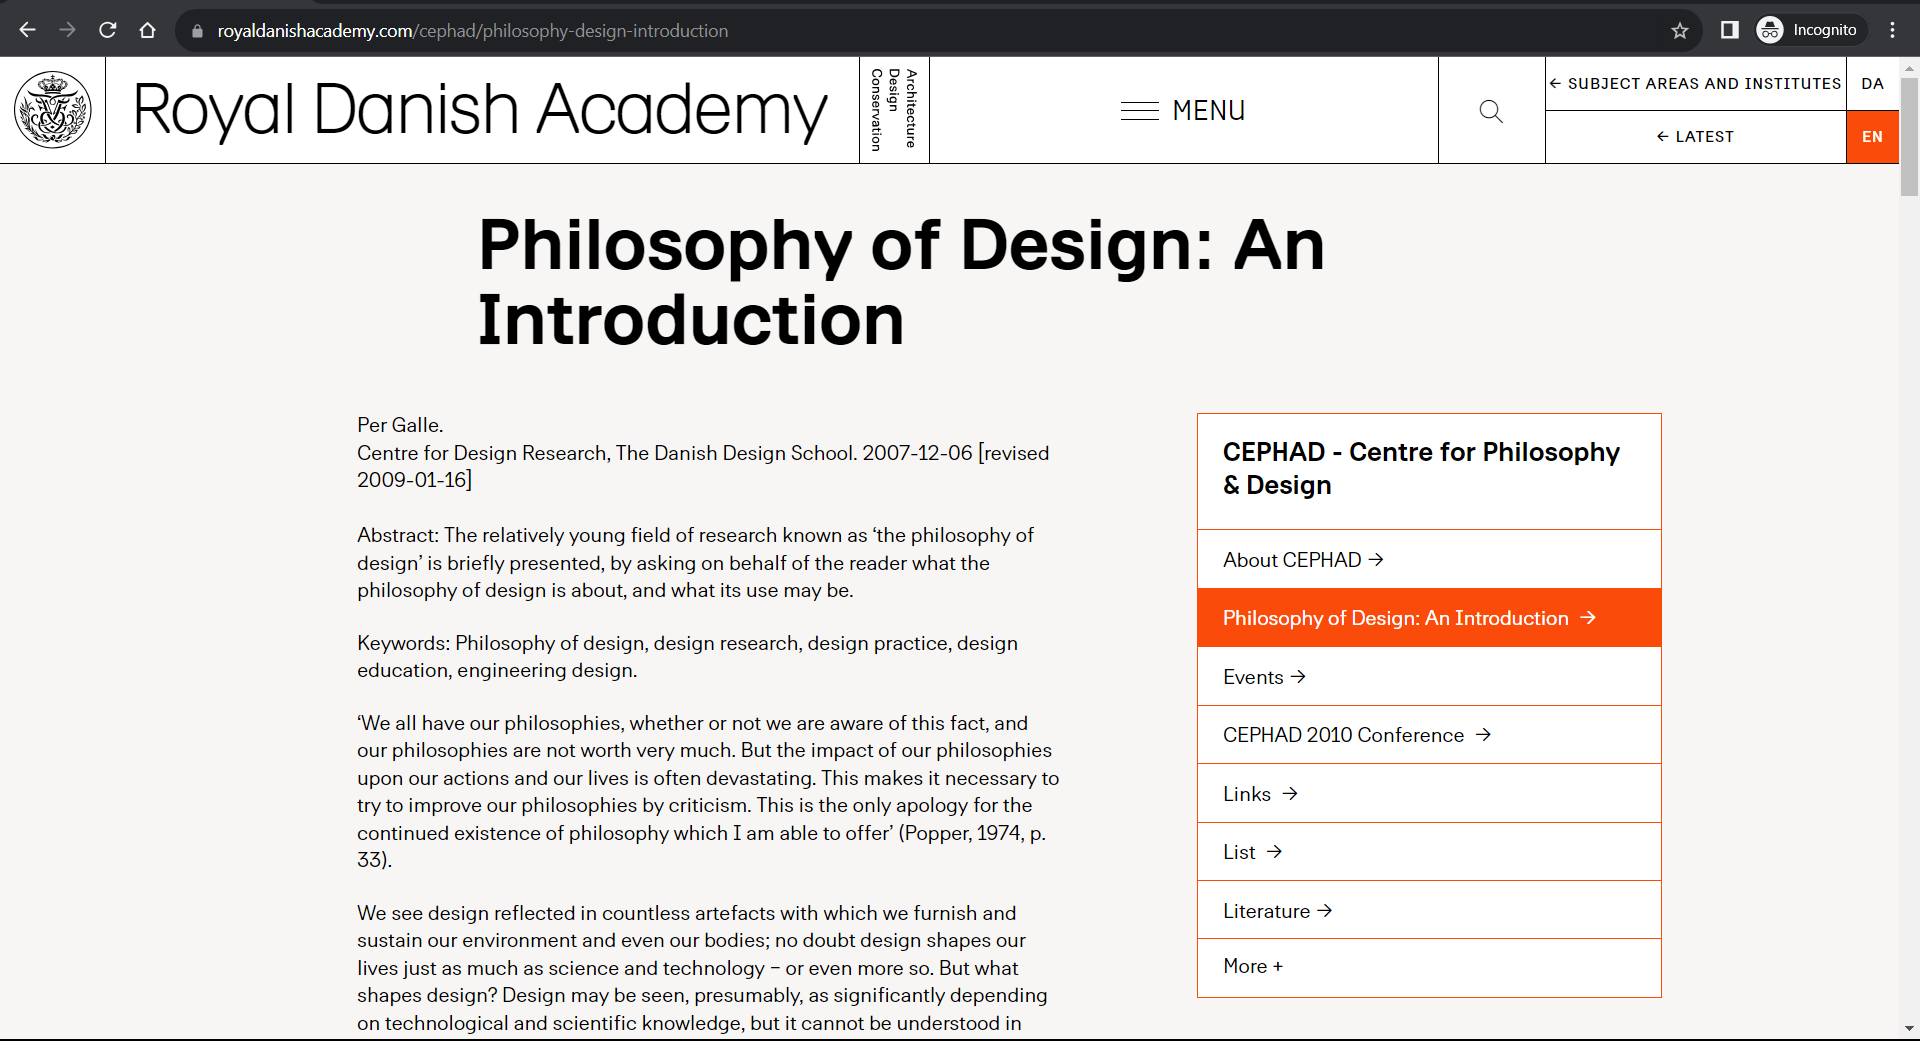 royaldanishacademy.com/cephad/philosophy-design-introduction
Incognito
Royal Danish Academy
Architecture
Design
Conservation
MENU
← SUBJECT AREAS AND INSTITUTES
DA
← LATEST
EN
Philosophy of Design: An
Introduction
Per Galle.
Centre for Design Research, The Danish Design School. 2007-12-06 [revised
2009-01-16]
Abstract: The relatively young field of research known as ‘the philosophy of
design’ is briefly presented, by asking on behalf of the reader what the
philosophy of design is about, and what its use may be.
Keywords: Philosophy of design, design research, design practice, design
education, engineering design.
‘We all have our philosophies, whether or not we are aware of this fact, and
our philosophies are not worth very much. But the impact of our philosophies
upon our actions and our lives is often devastating. This makes it necessary to
try to improve our philosophies by criticism. This is the only apology for the
continued existence of philosophy which I am able to offer’ (Popper, 1974, p.
33).
We see design reflected in countless artefacts with which we furnish and
sustain our environment and even our bodies; no doubt design shapes our
lives just as much as science and technology – or even more so. But what
shapes design? Design may be seen, presumably, as significantly depending
on technological and scientific knowledge, but it cannot be understood in
CEPHAD - Centre for Philosophy
& Design
About CEPHAD →
Philosophy of Design: An Introduction →
Events →
CEPHAD 2010 Conference →
Links →
List →
Literature →
More +